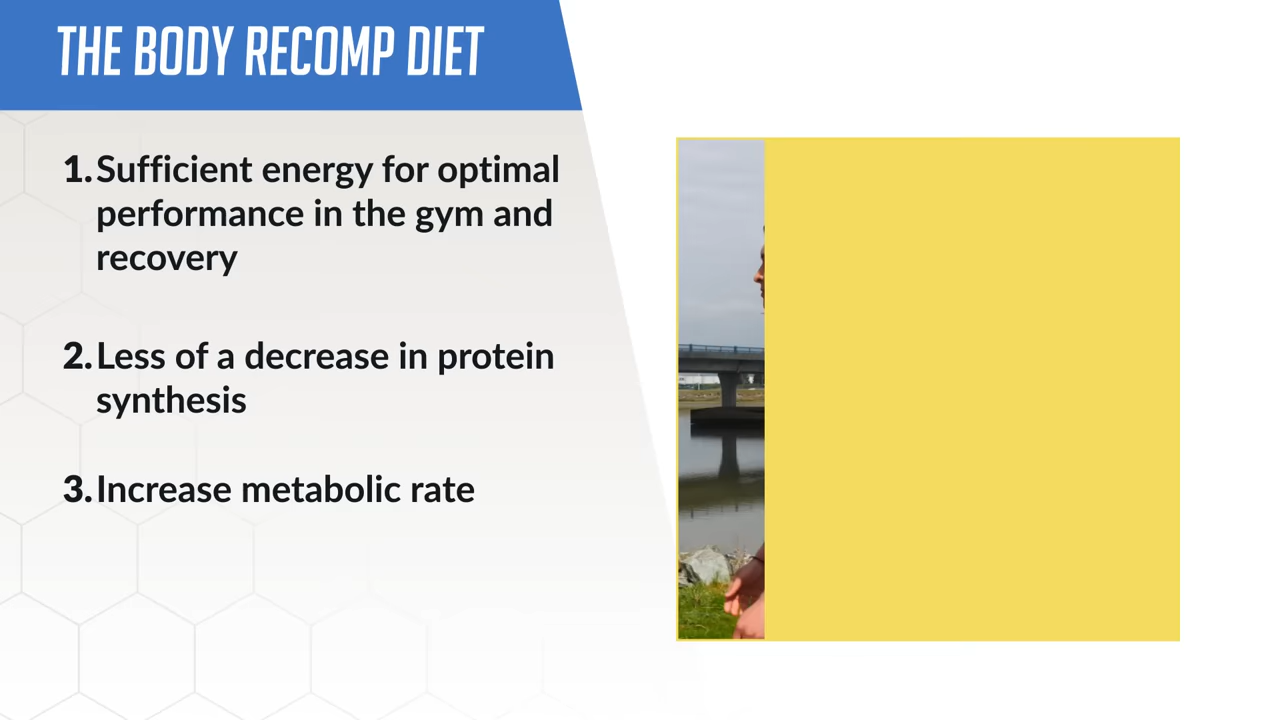 THE BODY RECOMP DIET
1. Sufficient energy for optimal
performance in the gym and
recovery
2. Less of a decrease in protein
synthesis
3. Increase metabolic rate